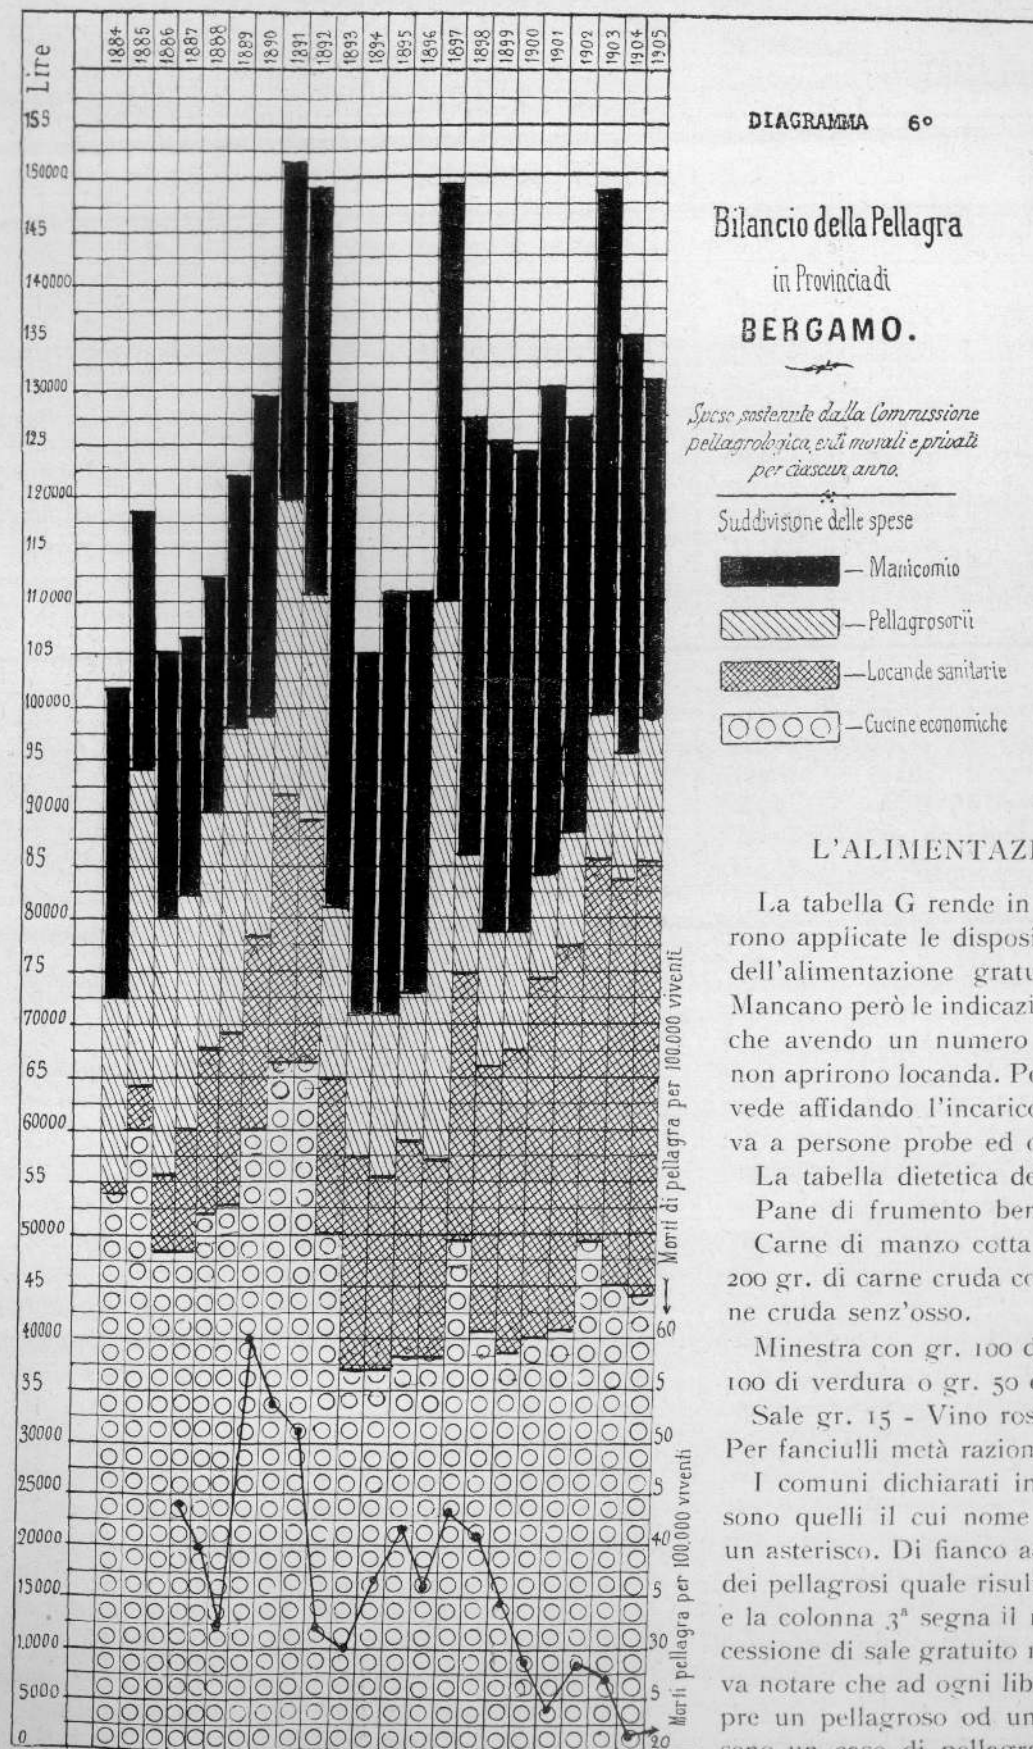 Lire
1884 1885 1886 1887 1888 1889 1890 1891 1892 1893 1894 1895 1896 1897 1898 1899 1900 1901 1902 1903 1904 1905
155
150000
145
140000
135
130000
125
120000
115
110000
105
100000
95
90000
85
80000
75
70000
65
60000
55
50000
45
40000
35
30000
25000
20000
15000
10000
5000
0
Morti di pellagra per 100.000 viventi
60
5
50
5
40
5
30
5
20
Morti pellagra per 100,000 viventi
DIAGRAMMA 6º
Bilancio della Pellagra
in Provincia di
BERGAMO.
Spese sostenute dalla Commissione
pellagrologica, enti morali e privati
per ciascun anno.
Suddivisione delle spese
— Manicomio
— Pellagrosorii
— Locande sanitarie
— Cucine economiche
L'ALIMENTAZI
La tabella G rende in
rono applicate le disposi
dell'alimentazione gratu
Mancano però le indicazi
che avendo un numero
non aprirono locanda. Po
vede affidando l'incarico
va a persone probe ed o
La tabella dietetica de
Pane di frumento ben
Carne di manzo cotta
200 gr. di carne cruda co
ne cruda senz'osso.
Minestra con gr. 100 d
100 di verdura o gr. 50 d
Sale gr. 15 - Vino ros
Per fanciulli metà razion
I comuni dichiarati in
sono quelli il cui nome
un asterisco. Di fianco a
dei pellagrosi quale risul
e la colonna 3ª segna il
cessione di sale gratuito
va notare che ad ogni lib
pre un pellagroso od un
caso di pellagra